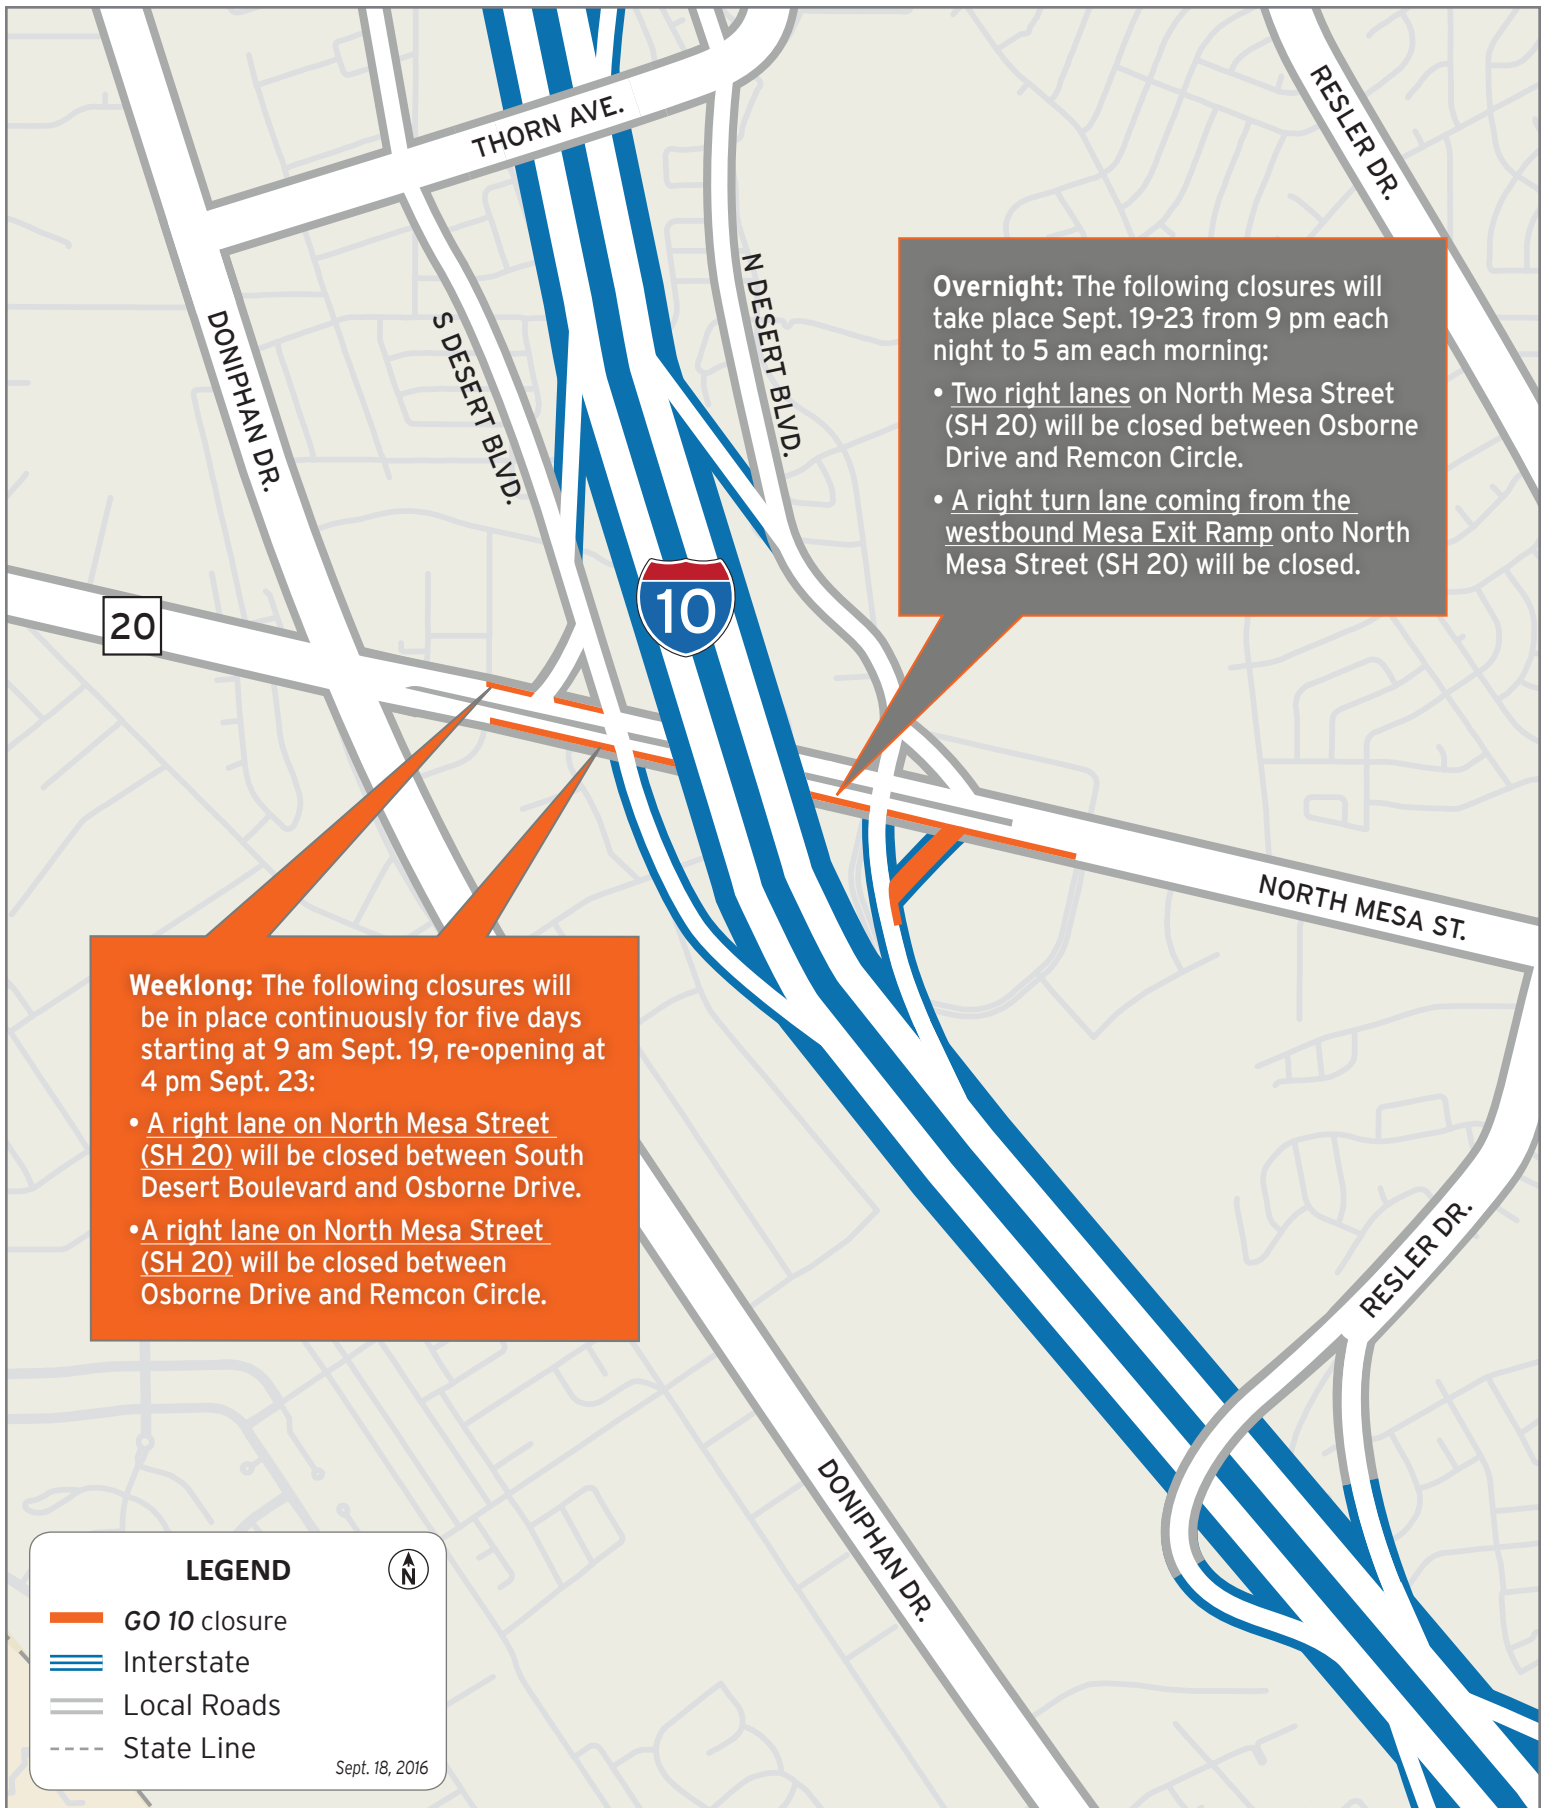 THORN AVE.
RESLER DR.
N DESERT BLVD.
S DESERT BLVD.
DONIPHAN DR.
Overnight: The following closures will
take place Sept. 19-23 from 9 pm each
night to 5 am each morning:
• Two right lanes on North Mesa Street
(SH 20) will be closed between Osborne
Drive and Remcon Circle.
• A right turn lane coming from the
westbound Mesa Exit Ramp onto North
Mesa Street (SH 20) will be closed.
10
20
NORTH MESA ST.
Weeklong: The following closures will
be in place continuously for five days
starting at 9 am Sept. 19, re-opening at
4 pm Sept. 23:
• A right lane on North Mesa Street
(SH 20) will be closed between South
Desert Boulevard and Osborne Drive.
•A right lane on North Mesa Street
(SH 20) will be closed between
Osborne Drive and Remcon Circle.
RESLER DR.
DONIPHAN DR.
LEGEND
N
GO 10 closure
Interstate
Local Roads
State Line
Sept. 18, 2016